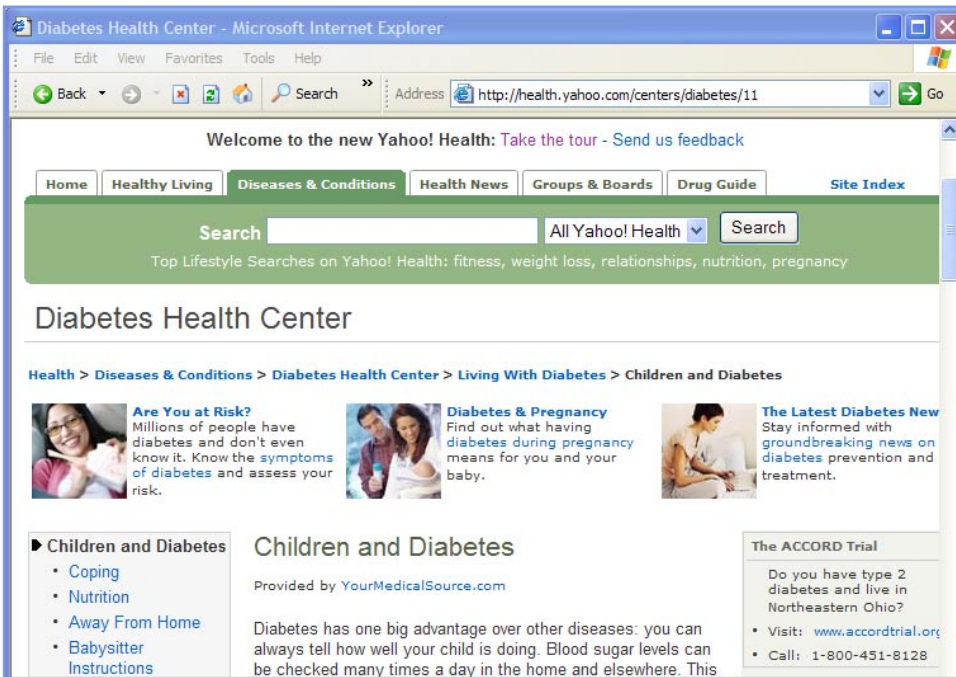 Diabetes Health Center - Microsoft Internet Explorer
File Edit View Favorites Tools Help
Back Search » Address http://health.yahoo.com/centers/diabetes/11 Go
Welcome to the new Yahoo! Health: Take the tour - Send us feedback
Home Healthy Living Diseases & Conditions Health News Groups & Boards Drug Guide Site Index
Search All Yahoo! Health Search
Top Lifestyle Searches on Yahoo! Health: fitness, weight loss, relationships, nutrition, pregnancy
Diabetes Health Center
Health > Diseases & Conditions > Diabetes Health Center > Living With Diabetes > Children and Diabetes
Are You at Risk?
Millions of people have
diabetes and don't even
know it. Know the symptoms
of diabetes and assess your
risk.
Diabetes & Pregnancy
Find out what having
diabetes during pregnancy
means for you and your
baby.
The Latest Diabetes New
Stay informed with
groundbreaking news on
diabetes prevention and
treatment.
Children and Diabetes
• Coping
• Nutrition
• Away From Home
• Babysitter
Instructions
Children and Diabetes
Provided by YourMedicalSource.com
Diabetes has one big advantage over other diseases: you can
always tell how well your child is doing. Blood sugar levels can
be checked many times a day in the home and elsewhere. This
The ACCORD Trial
Do you have type 2
diabetes and live in
Northeastern Ohio?
• Visit: www.accordtrial.org
• Call: 1-800-451-8128